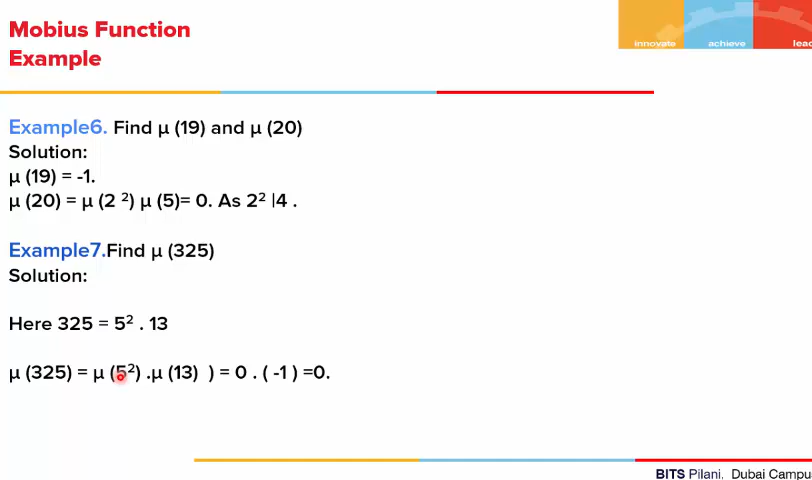 Mobius Function
Example
innovate achieve lead
Example6. Find μ (19) and μ (20)
Solution:
μ (19) = -1.
μ (20) = μ (2 ²) μ (5)= 0. As 2² |4 .
Example7.Find μ (325)
Solution:
Here 325 = 5² . 13
μ (325) = μ (5²) .μ (13) ) = 0 . ( -1 ) =0.
BITS Pilani, Dubai Campu